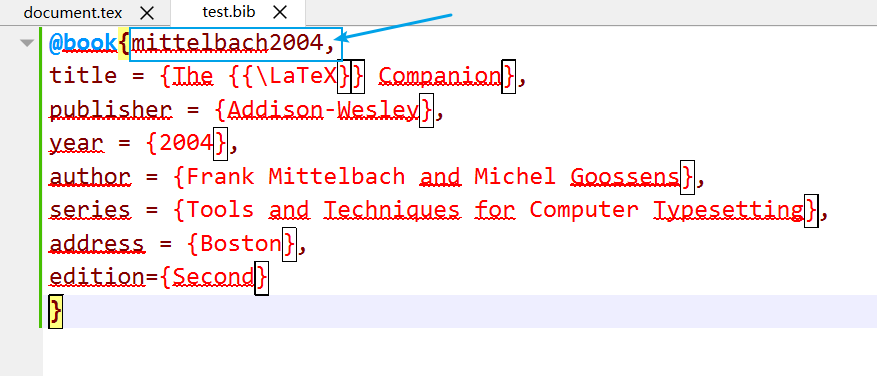 document.tex test.bib
@book{mittelbach2004,
title = {The {{\LaTeX}} Companion},
publisher = {Addison-Wesley},
year = {2004},
author = {Frank Mittelbach and Michel Goossens},
series = {Tools and Techniques for Computer Typesetting},
address = {Boston},
edition={Second}
}